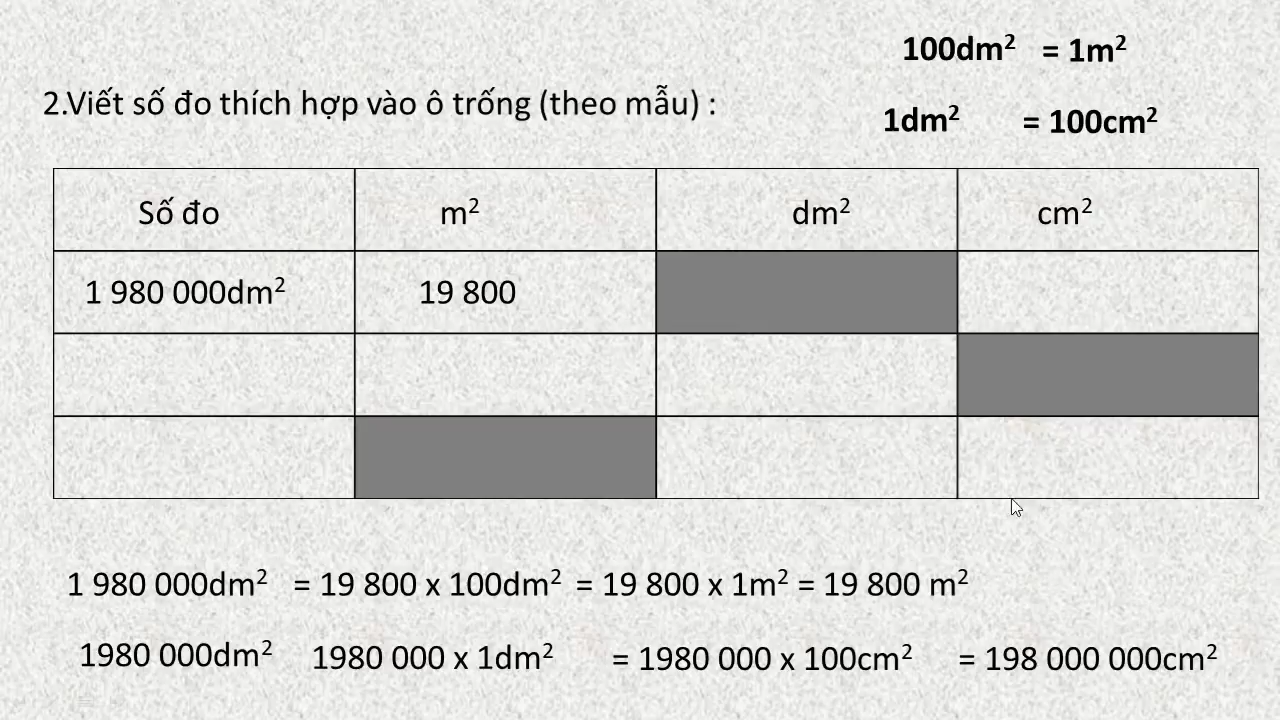 100dm² = 1m²
2.Viết số đo thích hợp vào ô trống (theo mẫu) :
1dm² = 100cm²
Số đo m² dm² cm²
1 980 000dm² 19 800
1 980 000dm² = 19 800 x 100dm² = 19 800 x 1m² = 19 800 m²
1980 000dm² 1980 000 x 1dm² = 1980 000 x 100cm² = 198 000 000cm²